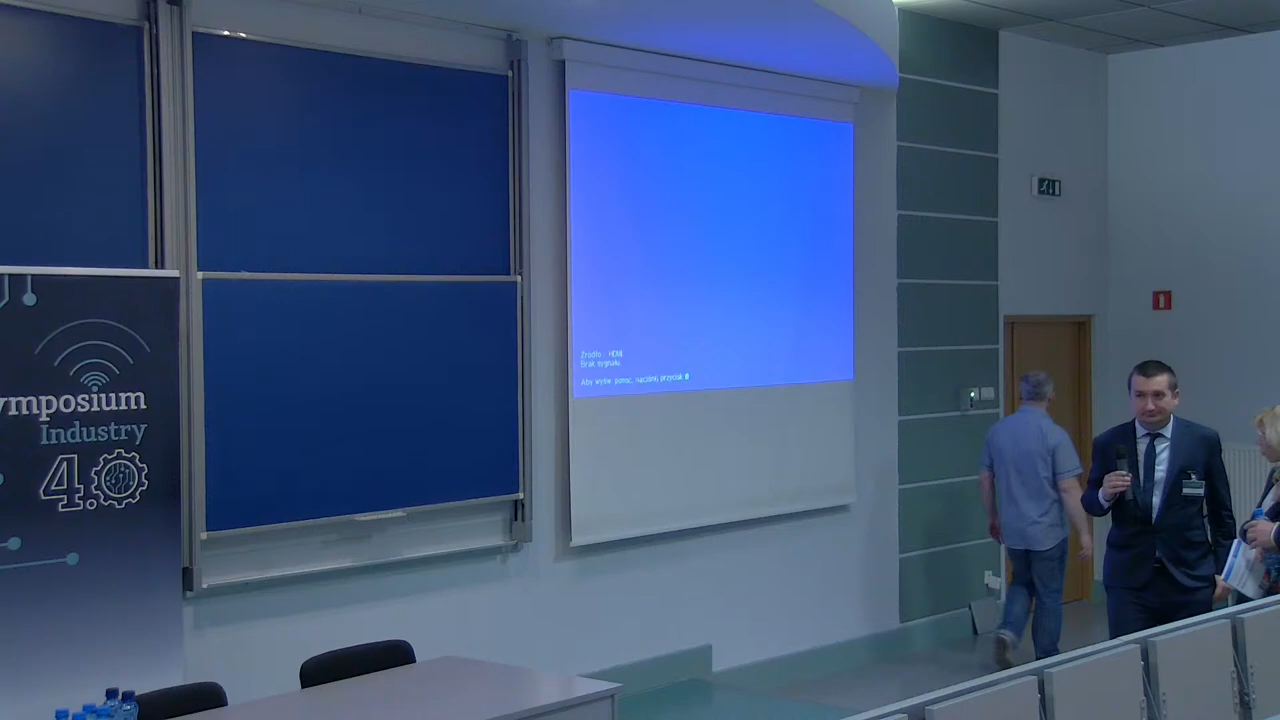 ymposium
Industry
4.0
Źródło : HDMI
Brak sygnału
Aby wyśw. pomoc, naciśnij przycisk